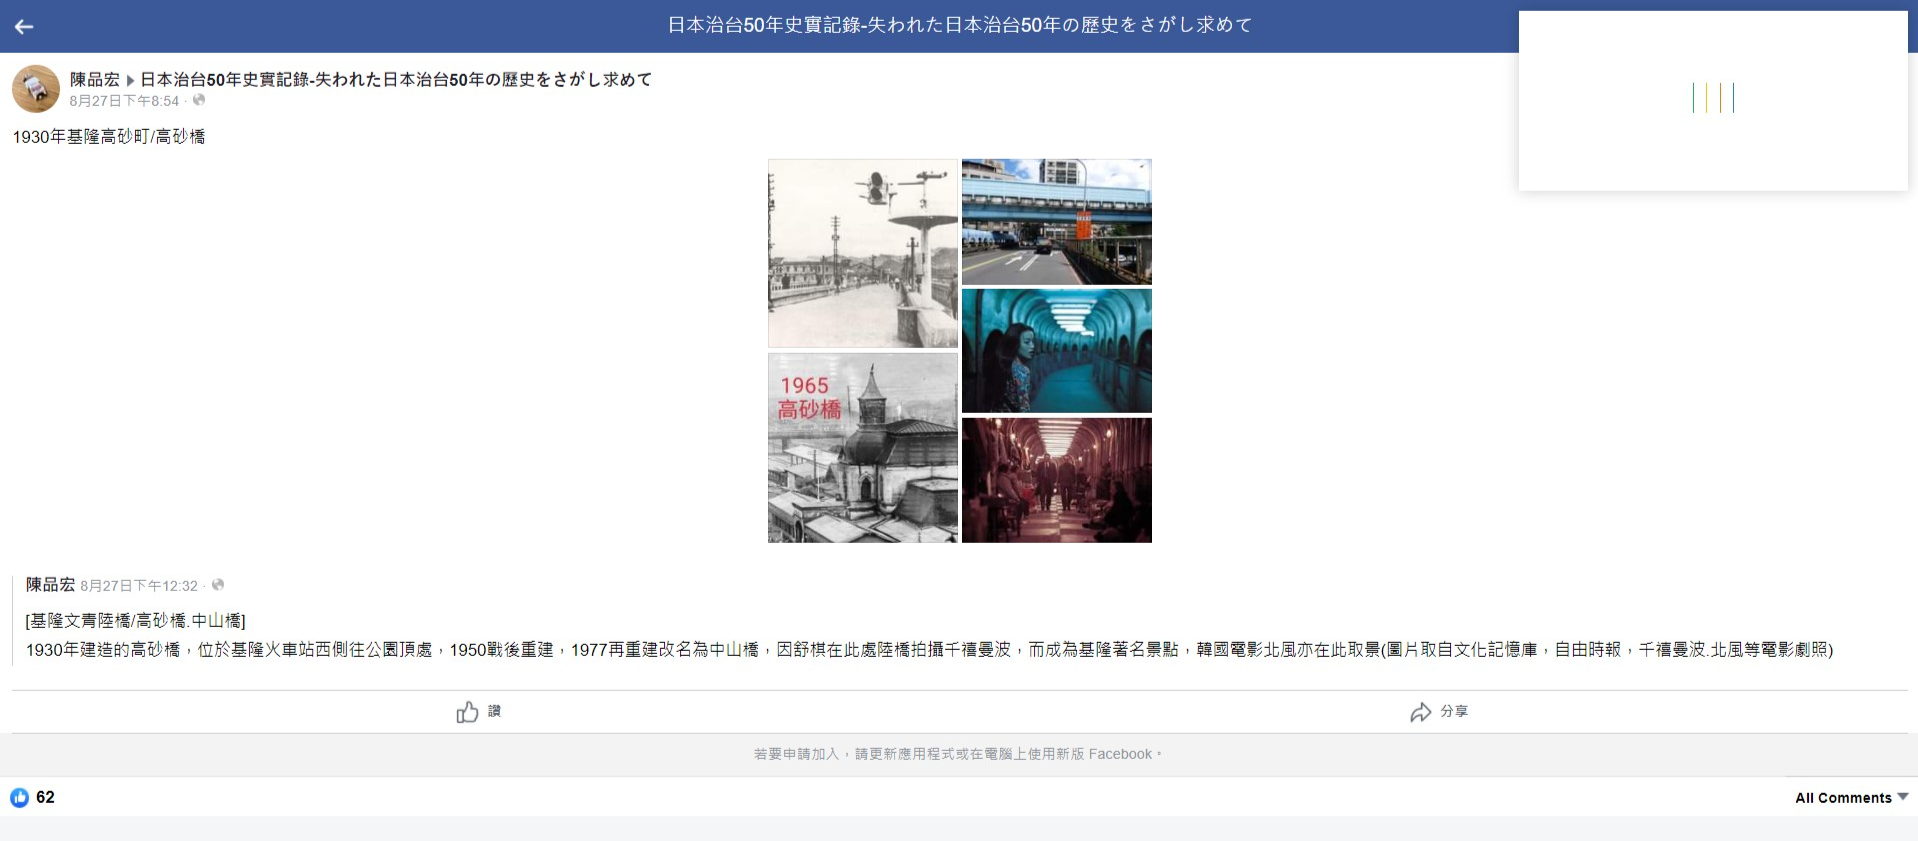 日本治台50年史實記錄-失われた日本治台50年の歷史をさがし求めて
陳品宏 ▶ 日本治台50年史實記錄-失われた日本治台50年の歷史をさがし求めて
8月27日下午8:54 ·
1930年基隆高砂町/高砂橋
1965
高砂橋
陳品宏 8月27日下午12:32 ·
[基隆文青陸橋/高砂橋.中山橋]
1930年建造的高砂橋，位於基隆火車站西側往公園頂處，1950戰後重建，1977再重建改名為中山橋，因舒棋在此處陸橋拍攝千禧曼波，而成為基隆著名景點，韓國電影北風亦在此取景(圖片取自文化記憶庫，自由時報，千禧曼波.北風等電影劇照)
讚
分享
若要申請加入，請更新應用程式或在電腦上使用新版 Facebook。
62
All Comments